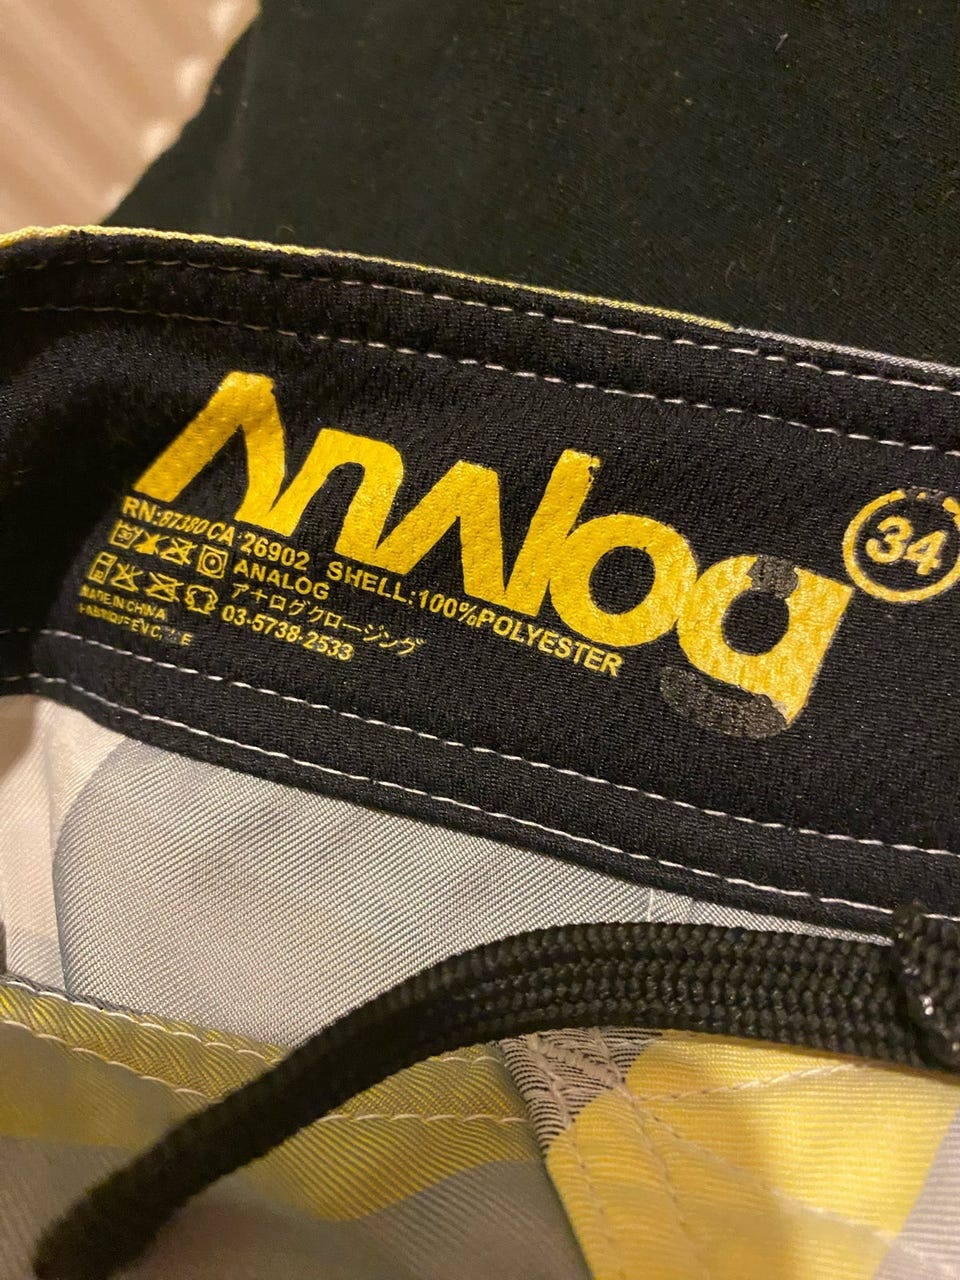 Analog
34
RN:87380 CA 26902 SHELL:100%POLYESTER
ANALOG
アナログクロージング
03-5738-2533
MADE IN CHINA